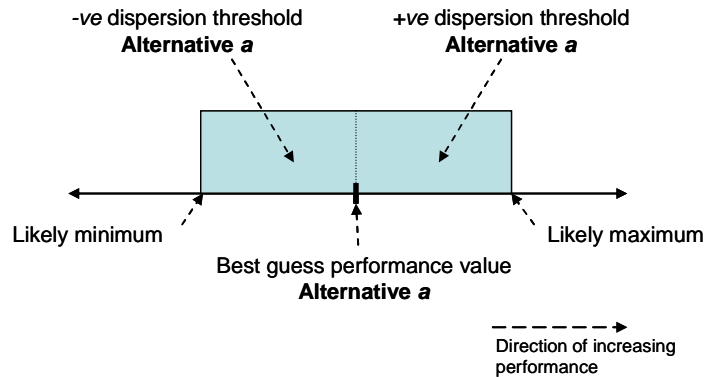 -ve dispersion threshold
Alternative a
+ve dispersion threshold
Alternative a
Likely minimum
Likely maximum
Best guess performance value
Alternative a
Direction of increasing
performance